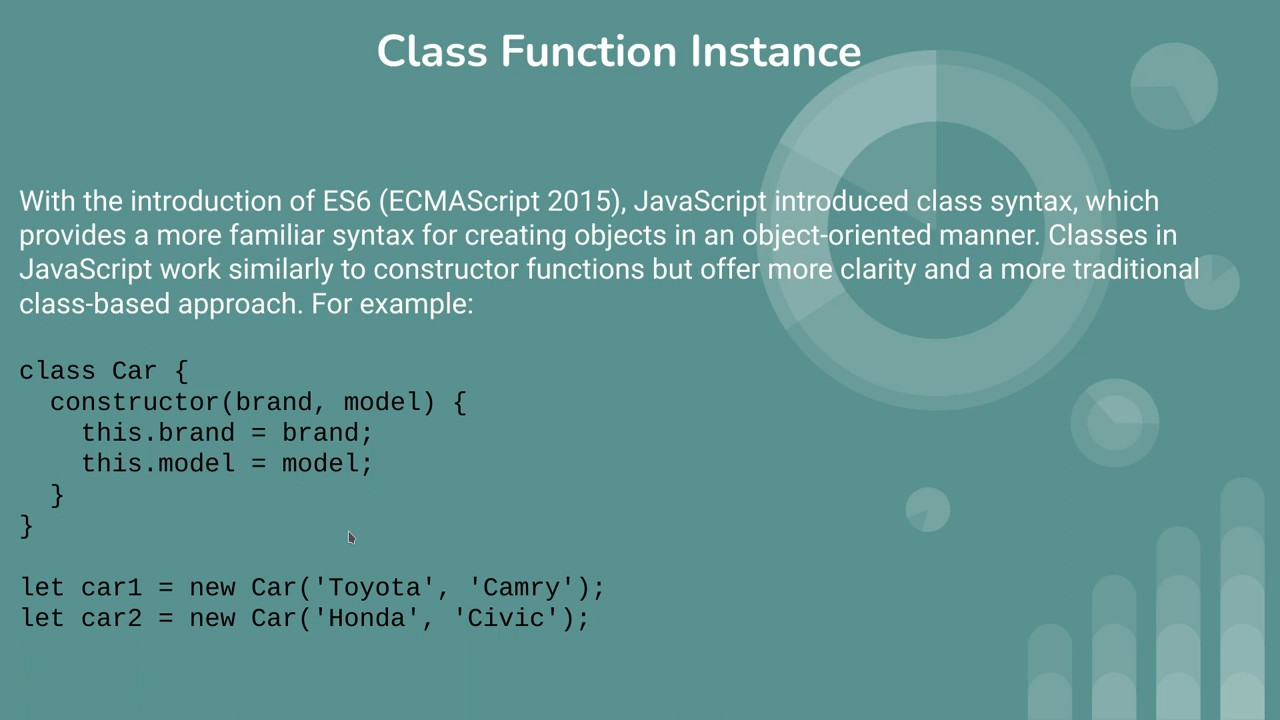 Class Function Instance
With the introduction of ES6 (ECMAScript 2015), JavaScript introduced class syntax, which
provides a more familiar syntax for creating objects in an object-oriented manner. Classes in
JavaScript work similarly to constructor functions but offer more clarity and a more traditional
class-based approach. For example:
class Car {
  constructor(brand, model) {
    this.brand = brand;
    this.model = model;
  }
}
let car1 = new Car('Toyota', 'Camry');
let car2 = new Car('Honda', 'Civic');